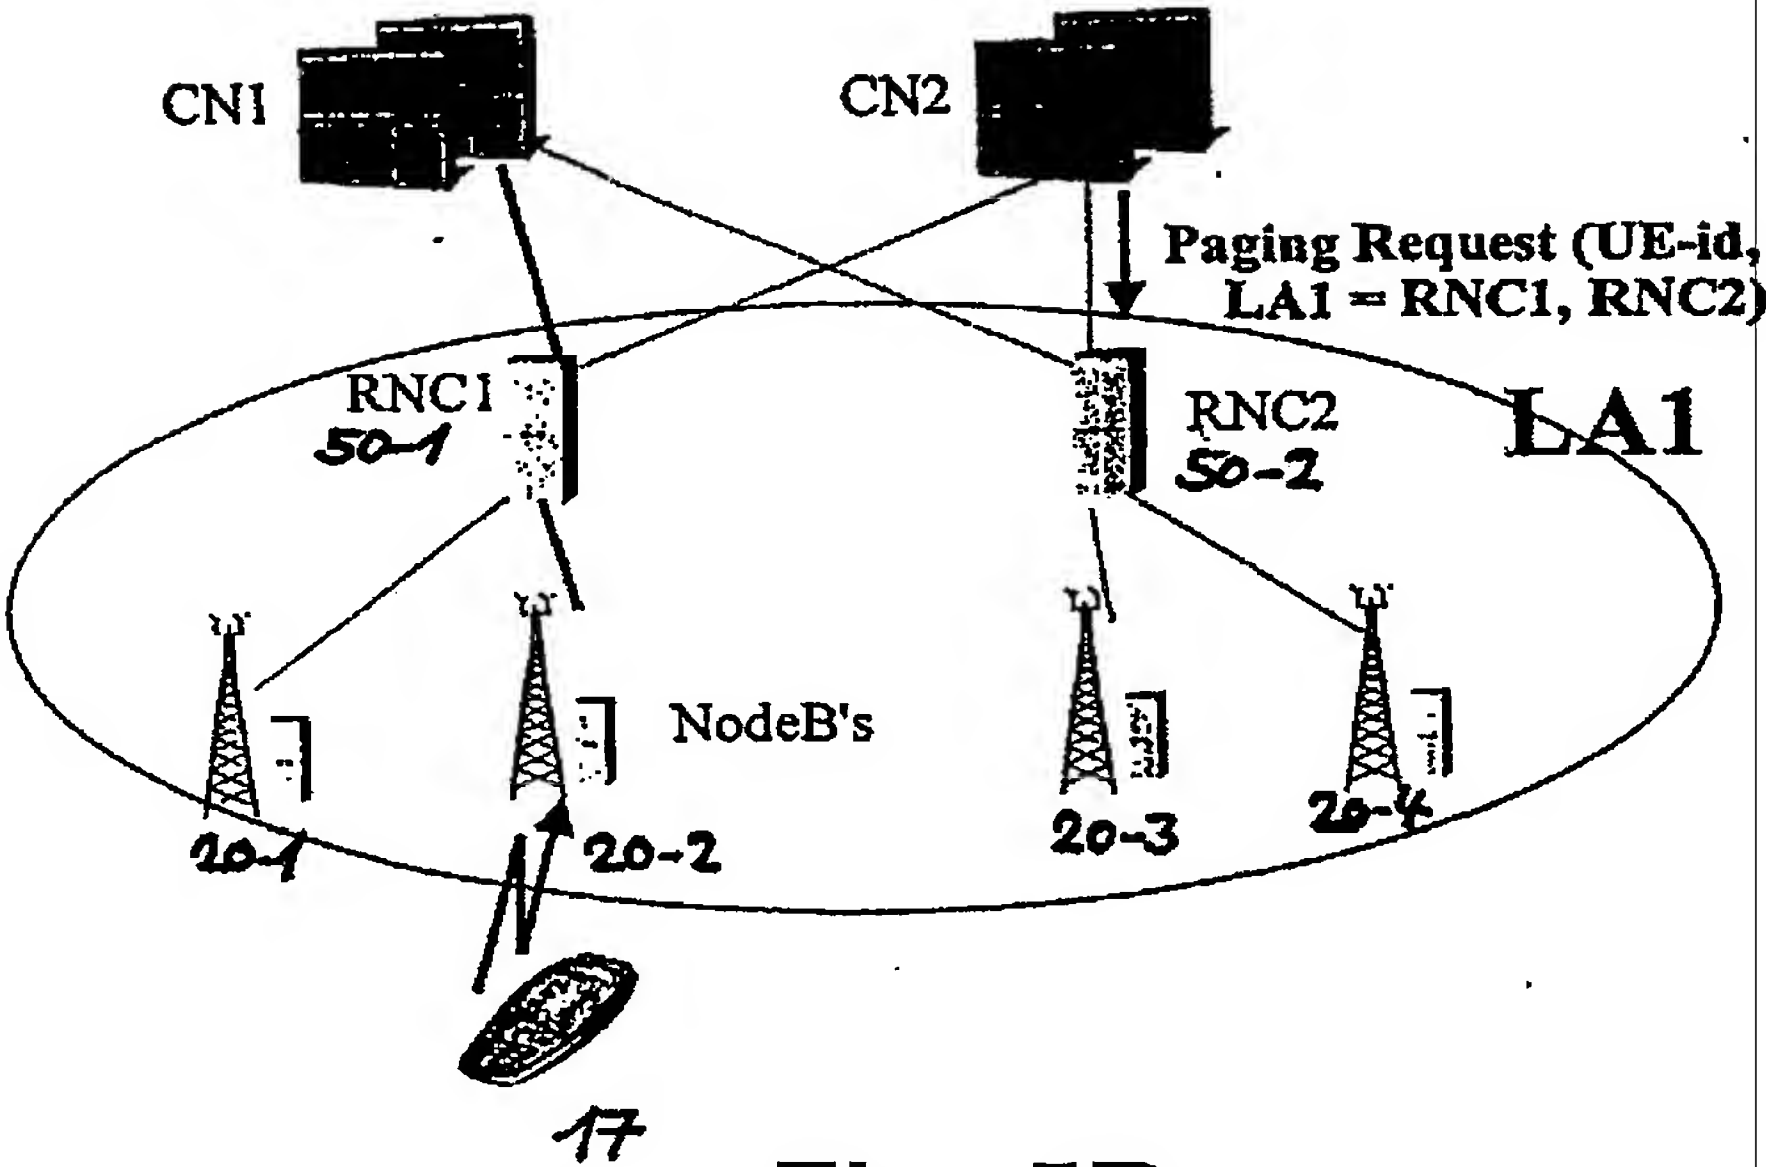 CN1
CN2
Paging Request (UE-id,
LA1 = RNC1, RNC2)
RNC1
50-1
RNC2
50-2
LA1
NodeB's
20-1
20-2
20-3
20-4
17